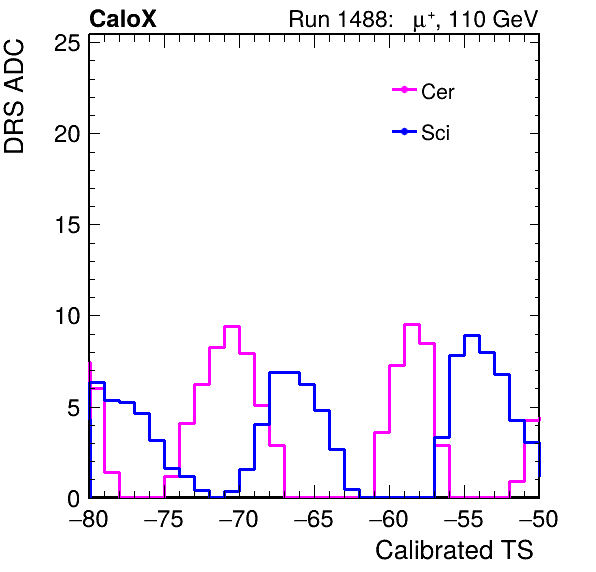 CaloX Run 1488: μ⁺, 110 GeV
DRS ADC
25
20
15
10
5
0
Cer
Sci
−80 −75 −70 −65 −60 −55 −50
Calibrated TS